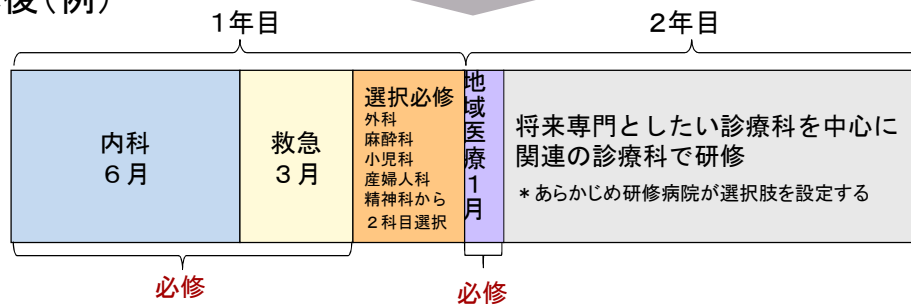 後（例）
１年目
２年目
内科
６月
救急
３月
選択必修
外科
麻酔科
小児科
産婦人科
精神科から
２科目選択
地域医療１月
将来専門としたい診療科を中心に
関連の診療科で研修
＊あらかじめ研修病院が選択肢を設定する
必修
必修